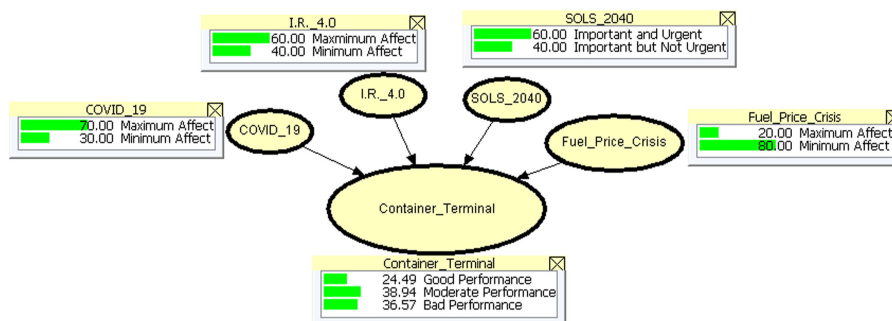 I.R._4.0
60.00 Maxmimum Affect
40.00 Minimum Affect
SOLS_2040
60.00 Important and Urgent
40.00 Important but Not Urgent
COVID_19
70.00 Maximum Affect
30.00 Minimum Affect
I.R._4.0
SOLS_2040
COVID_19
Fuel_Price_Crisis
Fuel_Price_Crisis
20.00 Maximum Affect
80.00 Minimum Affect
Container_Terminal
Container_Terminal
24.49 Good Performance
38.94 Moderate Performance
36.57 Bad Performance